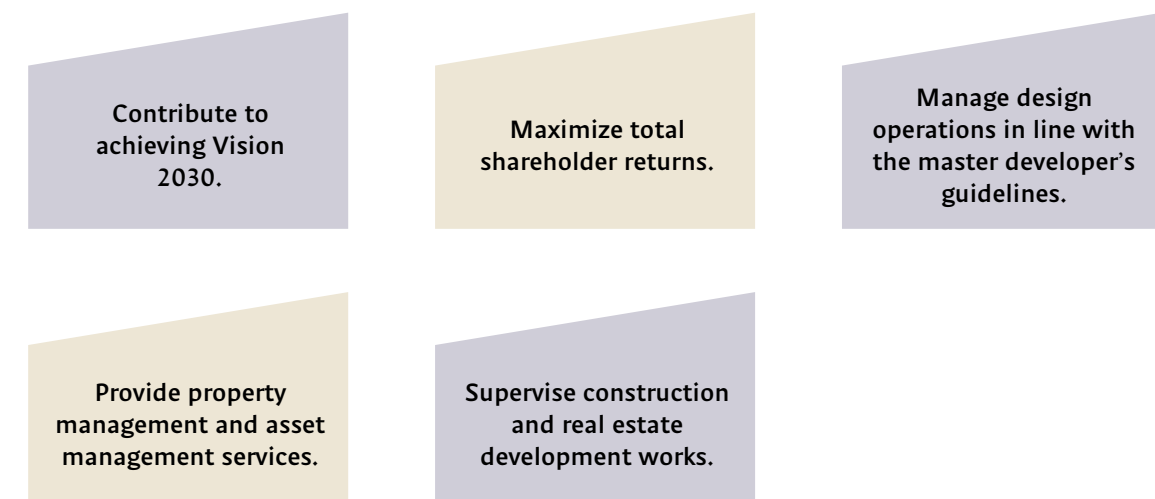 Contribute to
achieving Vision
2030.
Maximize total
shareholder returns.
Manage design
operations in line with
the master developer’s
guidelines.
Provide property
management and asset
management services.
Supervise construction
and real estate
development works.